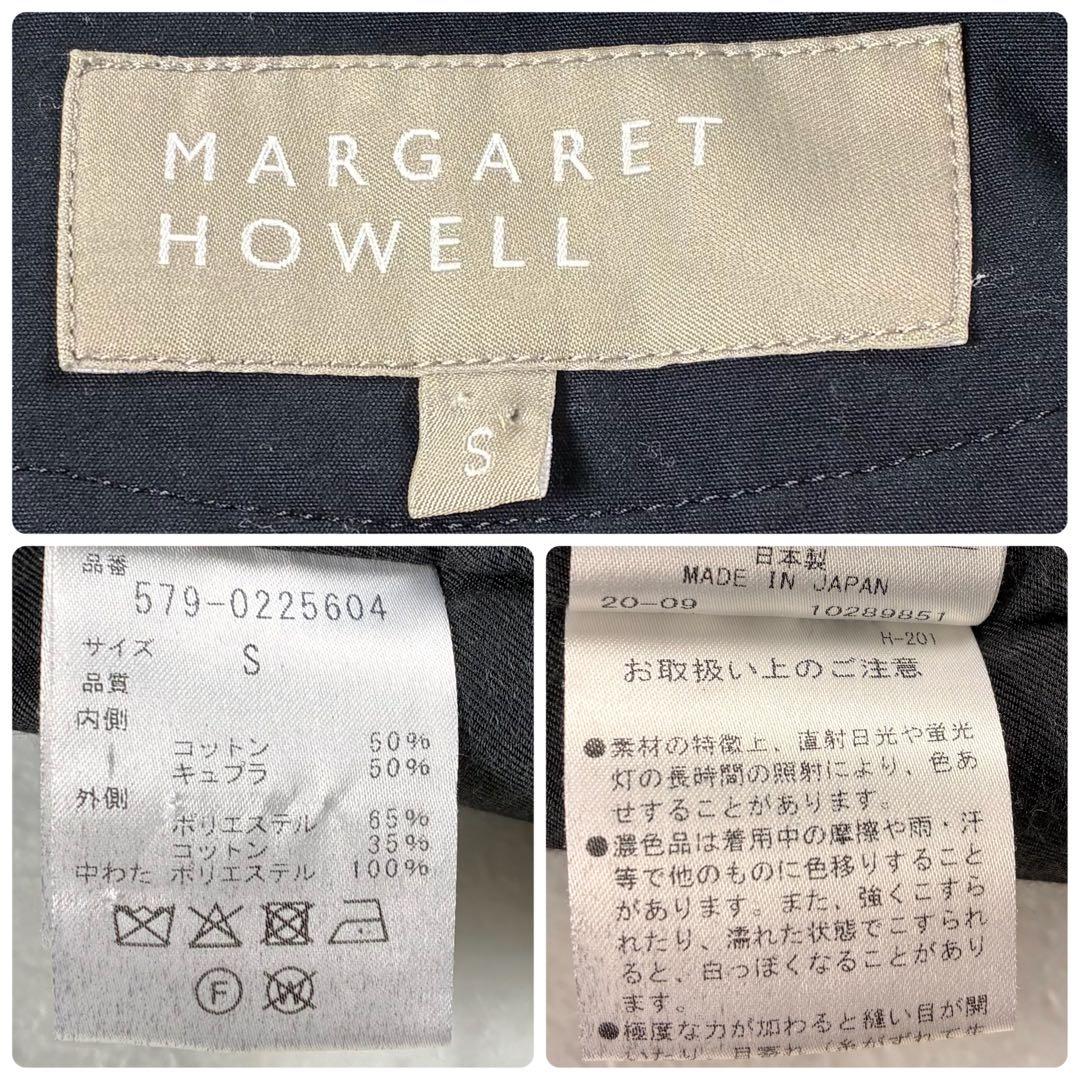 MARGARET
HOWELL
S
品番
579-0225604
サイズ S
品質
内側
コットン 50%
キュプラ 50%
外側
ポリエステル 65%
コットン 35%
中わた ポリエステル 100%
F
W
日本製
MADE IN JAPAN
20-09 10289851
H-201
お取扱い上のご注意
●素材の特徴上、直射日光や蛍光
灯の長時間の照射により、色あ
せすることがあります。
●濃色品は着用中の摩擦や雨・汗
等で他のものに色移りすること
があります。また、強くこすら
れたり、濡れた状態でこすられ
ると、白っぽくなることがあり
ます。
●極度な力が加わると縫い目が開